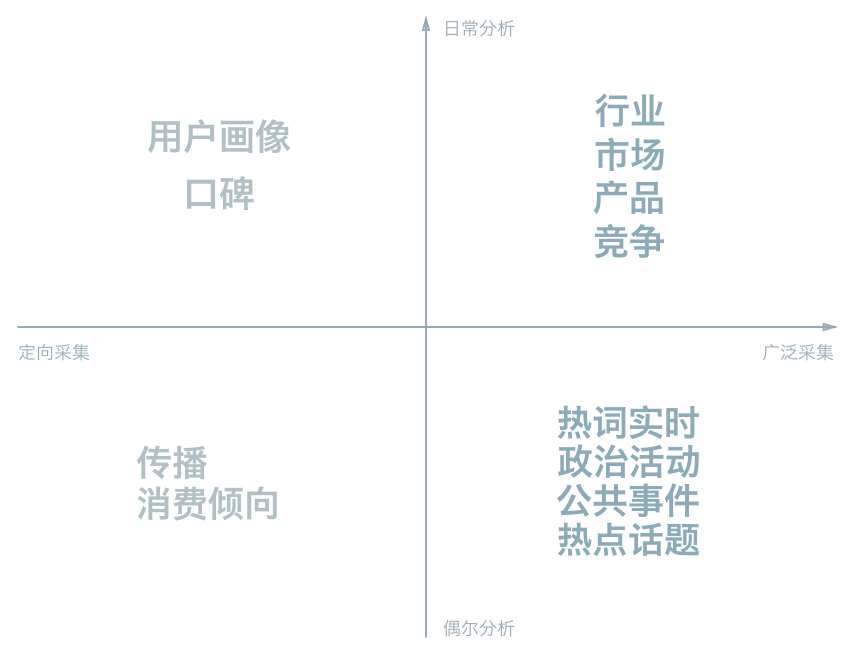 日常分析
用户画像
口碑
行业
市场
产品
竞争
定向采集
广泛采集
传播
消费倾向
热词实时
政治活动
公共事件
热点话题
偶尔分析